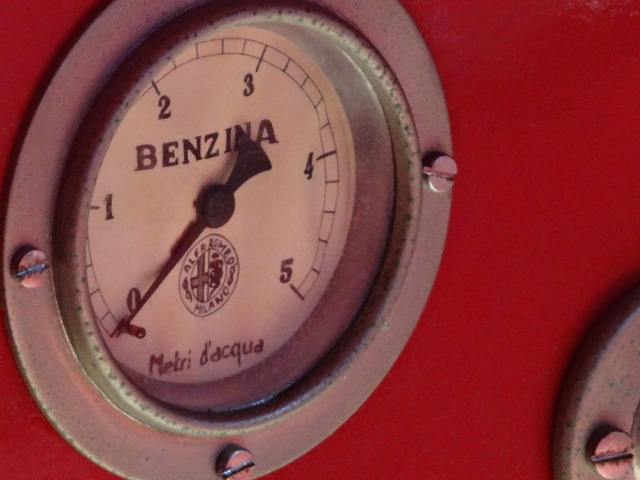 2
3
BENZINA
1
4
ALFA-ROMEO
MILANO
5
0
Metri d'acqua